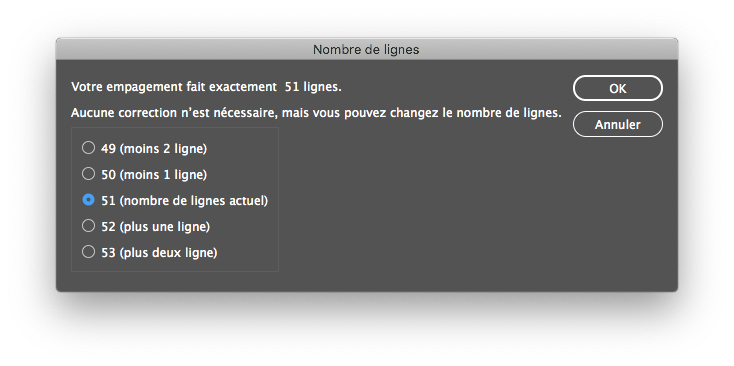 Nombre de lignes
Votre empagement fait exactement  51 lignes.
OK
Aucune correction n'est nécessaire, mais vous pouvez changez le nombre de lignes.
Annuler
49 (moins 2 ligne)
50 (moins 1 ligne)
51 (nombre de lignes actuel)
52 (plus une ligne)
53 (plus deux ligne)